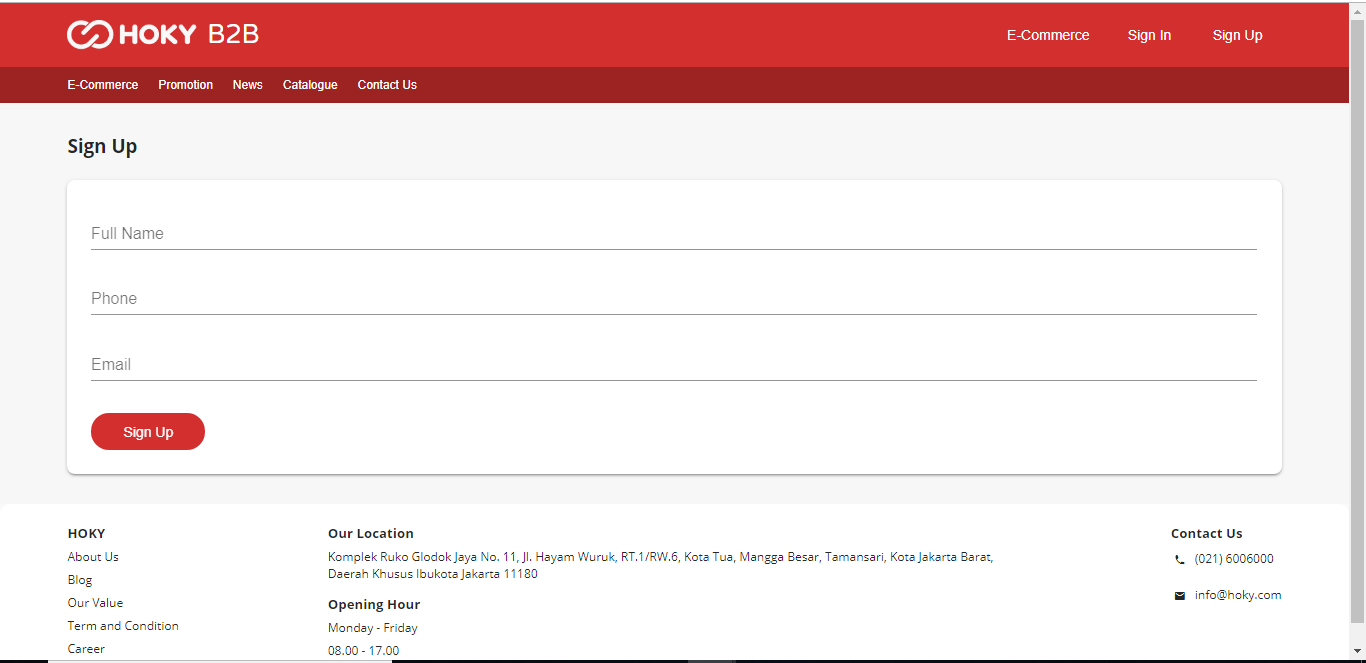 HOKY B2B
E-Commerce Sign In Sign Up
E-Commerce Promotion News Catalogue Contact Us
Sign Up
Full Name
Phone
Email
Sign Up
HOKY
About Us
Blog
Our Value
Term and Condition
Career
Our Location
Komplek Ruko Glodok Jaya No. 11, Jl. Hayam Wuruk, RT.1/RW.6, Kota Tua, Mangga Besar, Tamansari, Kota Jakarta Barat,
Daerah Khusus Ibukota Jakarta 11180
Opening Hour
Monday - Friday
08.00 - 17.00
Contact Us
(021) 6006000
info@hoky.com